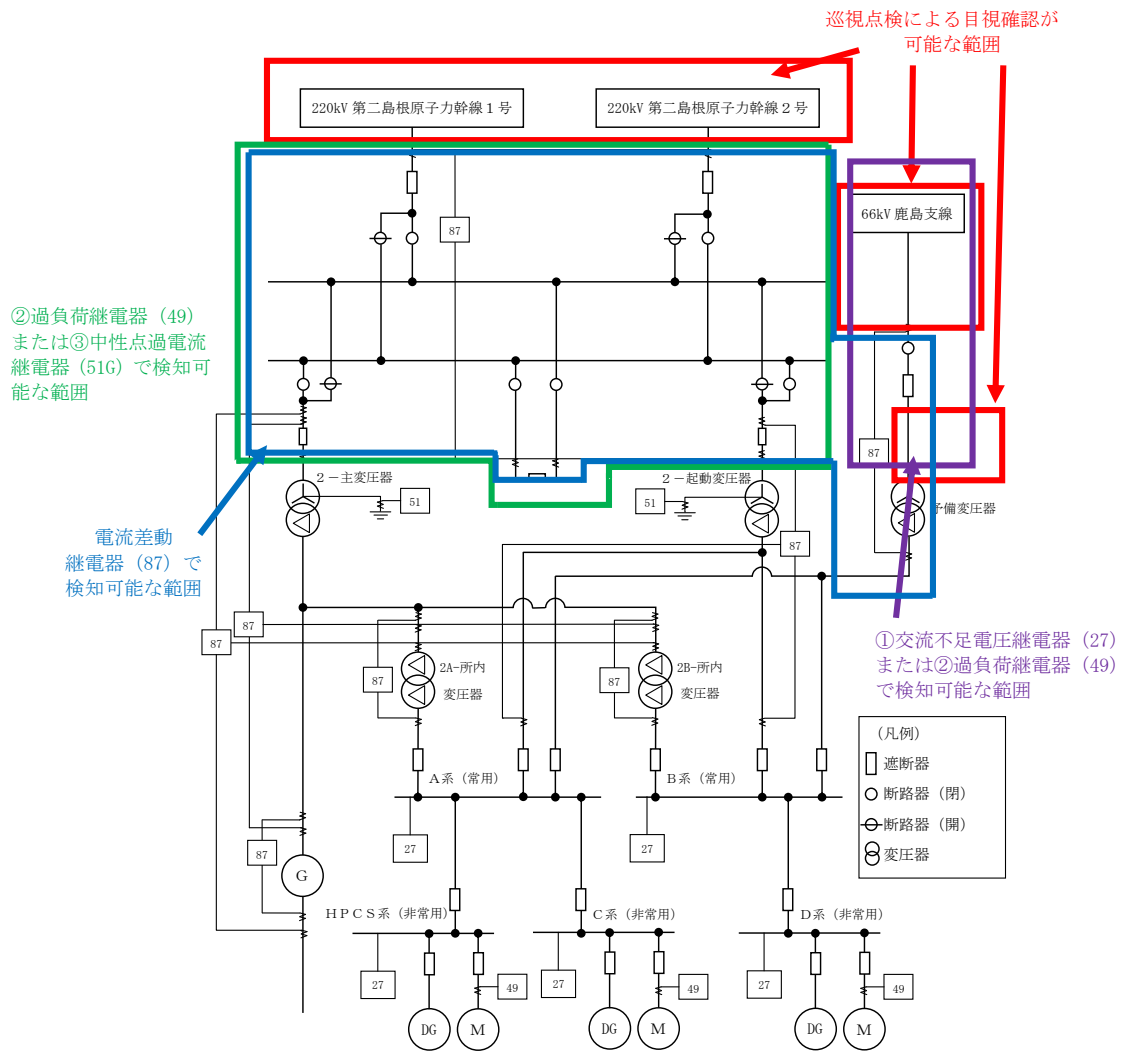 巡視点検による目視確認が
可能な範囲
220kV 第二島根原子力幹線1号
220kV 第二島根原子力幹線2号
66kV 鹿島支線
87
②過負荷継電器（49）
または③中性点過電流
継電器（51G）で検知可
能な範囲
87
2－主変圧器
51
2－起動変圧器
51
予備変圧器
電流差動
継電器（87）で
検知可能な範囲
87
87
87
①交流不足電圧継電器（27）
または②過負荷継電器（49）
で検知可能な範囲
87
2A-所内
変圧器
87
2B-所内
変圧器
（凡例）
遮断器
断路器（閉）
断路器（開）
変圧器
A系（常用）
B系（常用）
27
27
87
G
HPCS系（非常用）
C系（非常用）
D系（非常用）
27
49
27
49
27
49
DG
M
DG
M
DG
M